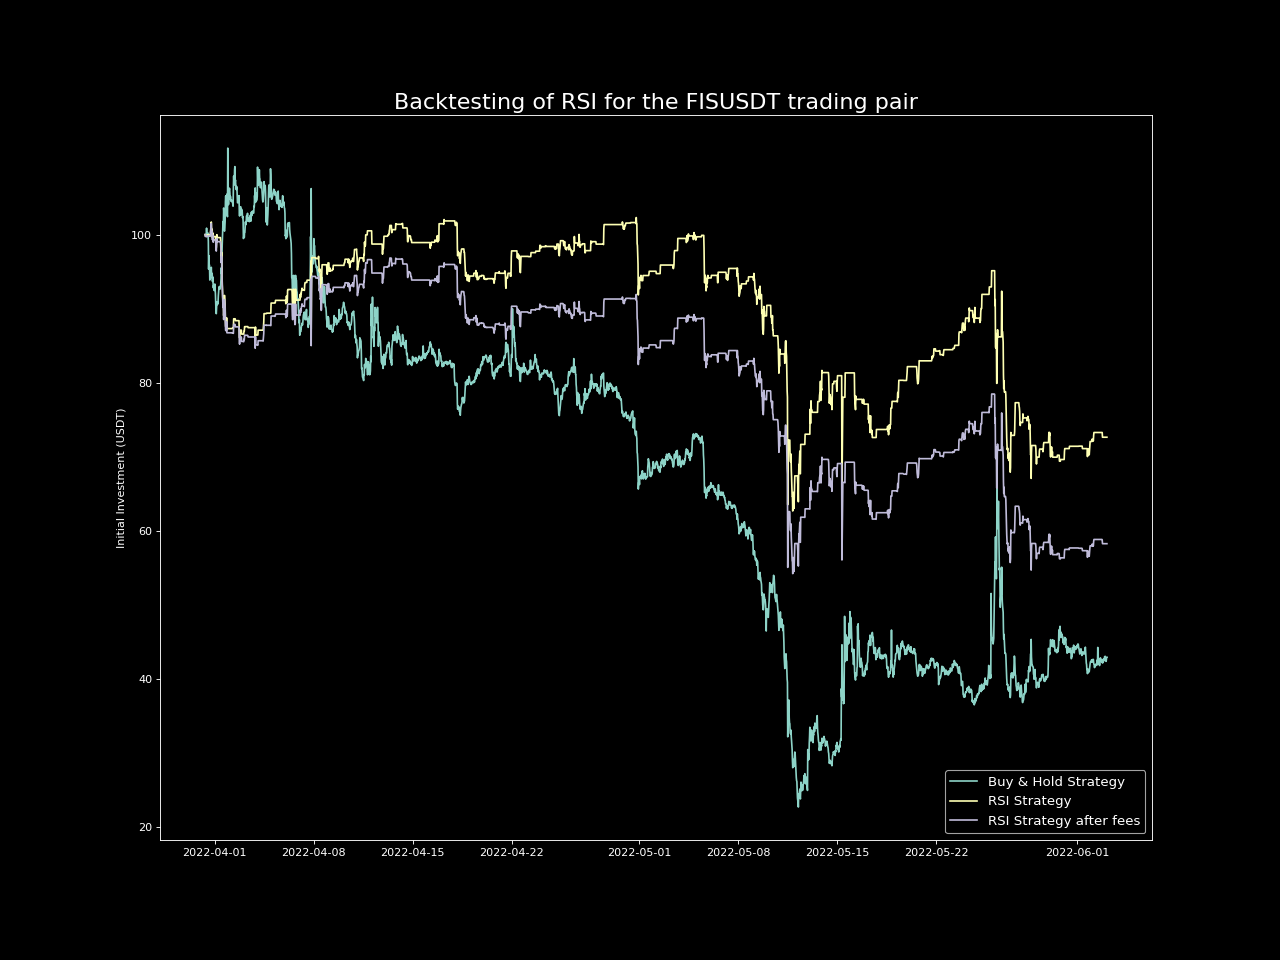 Backtesting of RSI for the FISUSDT trading pair
Initial Investment (USDT)
100
80
60
40
20
2022-04-01
2022-04-08
2022-04-15
2022-04-22
2022-05-01
2022-05-08
2022-05-15
2022-05-22
2022-06-01
Buy & Hold Strategy
RSI Strategy
RSI Strategy after fees